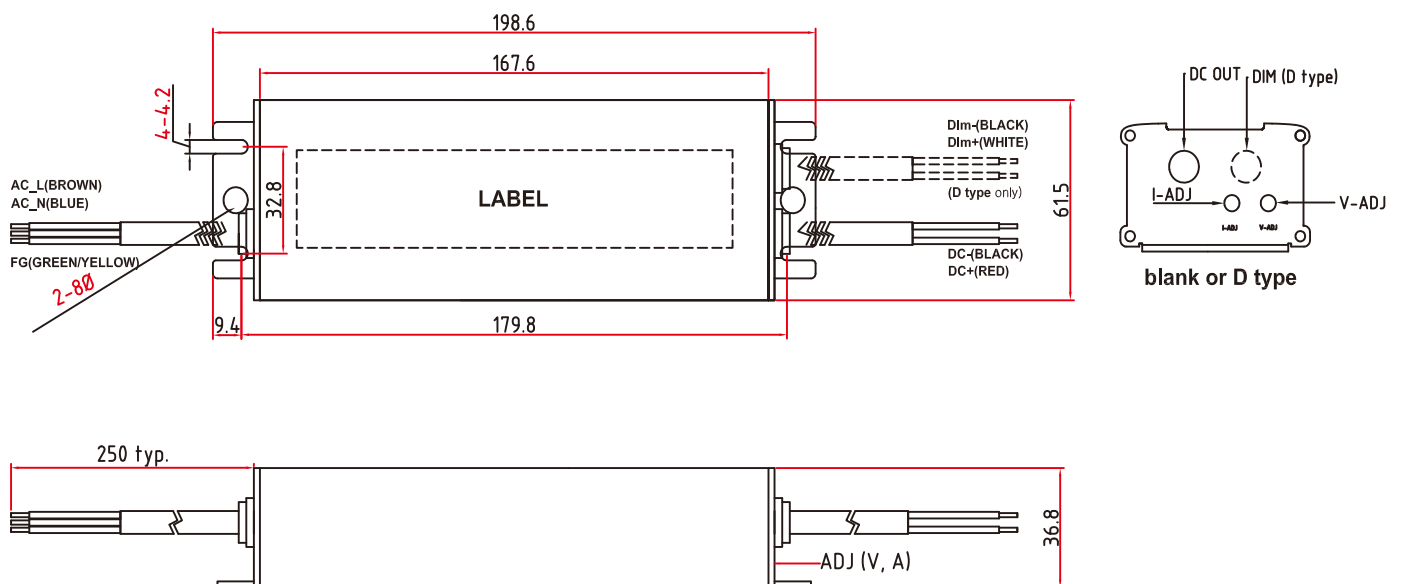 198.6
167.6
4-4.2
AC_L(BROWN)
AC_N(BLUE)
FG(GREEN/YELLOW)
2-8Ø
32.8
LABEL
DIm-(BLACK)
DIm+(WHITE)
(D type only)
DC-(BLACK)
DC+(RED)
61.5
9.4
179.8
DC OUT
DIM (D type)
I-ADJ
V-ADJ
I-ADJ
V-ADJ
blank or D type
250 typ.
36.8
ADJ (V, A)